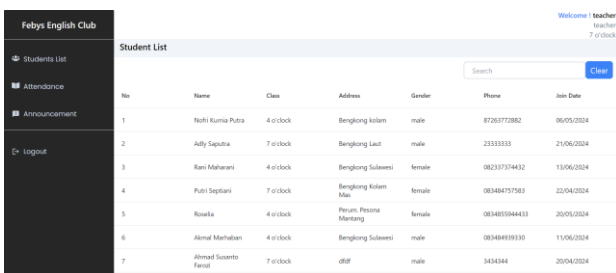 Febys English Club
Students List
Attendance
Announcement
Logout
Welcome ! teacher
teacher
7 o'clock
Student List
Search
Clear
No Name Class Address Gender Phone Join Date
1 Nofri Kurnia Putra 4 o'clock Bengkong kolam male 87263772882 06/05/2024
2 Adly Saputra 7 o'clock Bengkong Laut male 23333333 21/06/2024
3 Rani Maharani 4 o'clock Bengkong Sulawesi female 082337374432 13/06/2024
4 Putri Septiani 7 o'clock Bengkong Kolam Mas female 083484757583 22/04/2024
5 Roselia 4 o'clock Perum. Pesona Mantang female 0834855944433 20/05/2024
6 Akmal Marhaban 4 o'clock Bengkong Sulawesi male 083484939330 11/06/2024
7 Ahmad Susanto Farozi 7 o'clock dfdf male 3434344 20/04/2024